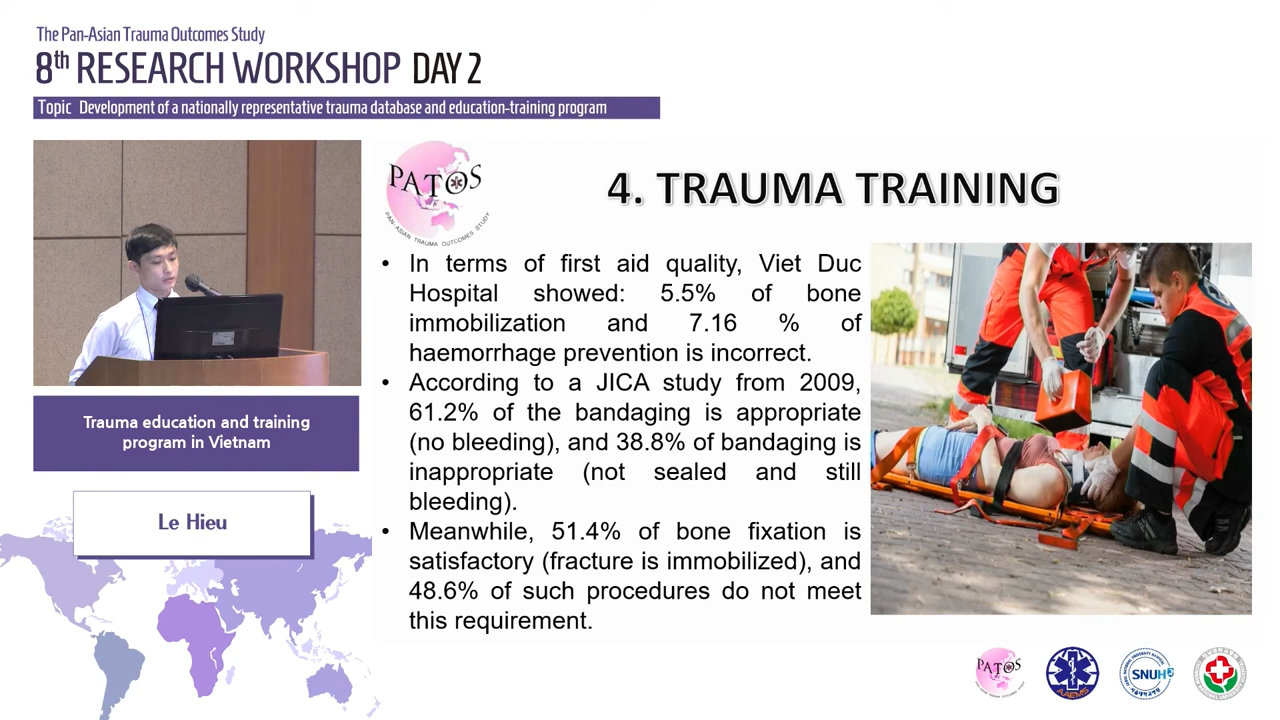 The Pan-Asian Trauma Outcomes Study
8th RESEARCH WORKSHOP DAY 2
Topic Development of a nationally representative trauma database and education-training program
PATOS
PAN-ASIAN TRAUMA OUTCOMES STUDY
4. TRAUMA TRAINING
• In terms of first aid quality, Viet Duc
Hospital showed: 5.5% of bone
immobilization and 7.16 % of
haemorrhage prevention is incorrect.
• According to a JICA study from 2009,
61.2% of the bandaging is appropriate
(no bleeding), and 38.8% of bandaging is
inappropriate (not sealed and still
bleeding).
• Meanwhile, 51.4% of bone fixation is
satisfactory (fracture is immobilized), and
48.6% of such procedures do not meet
this requirement.
Trauma education and training
program in Vietnam
Le Hieu
PATOS
AAEMS
SNUH